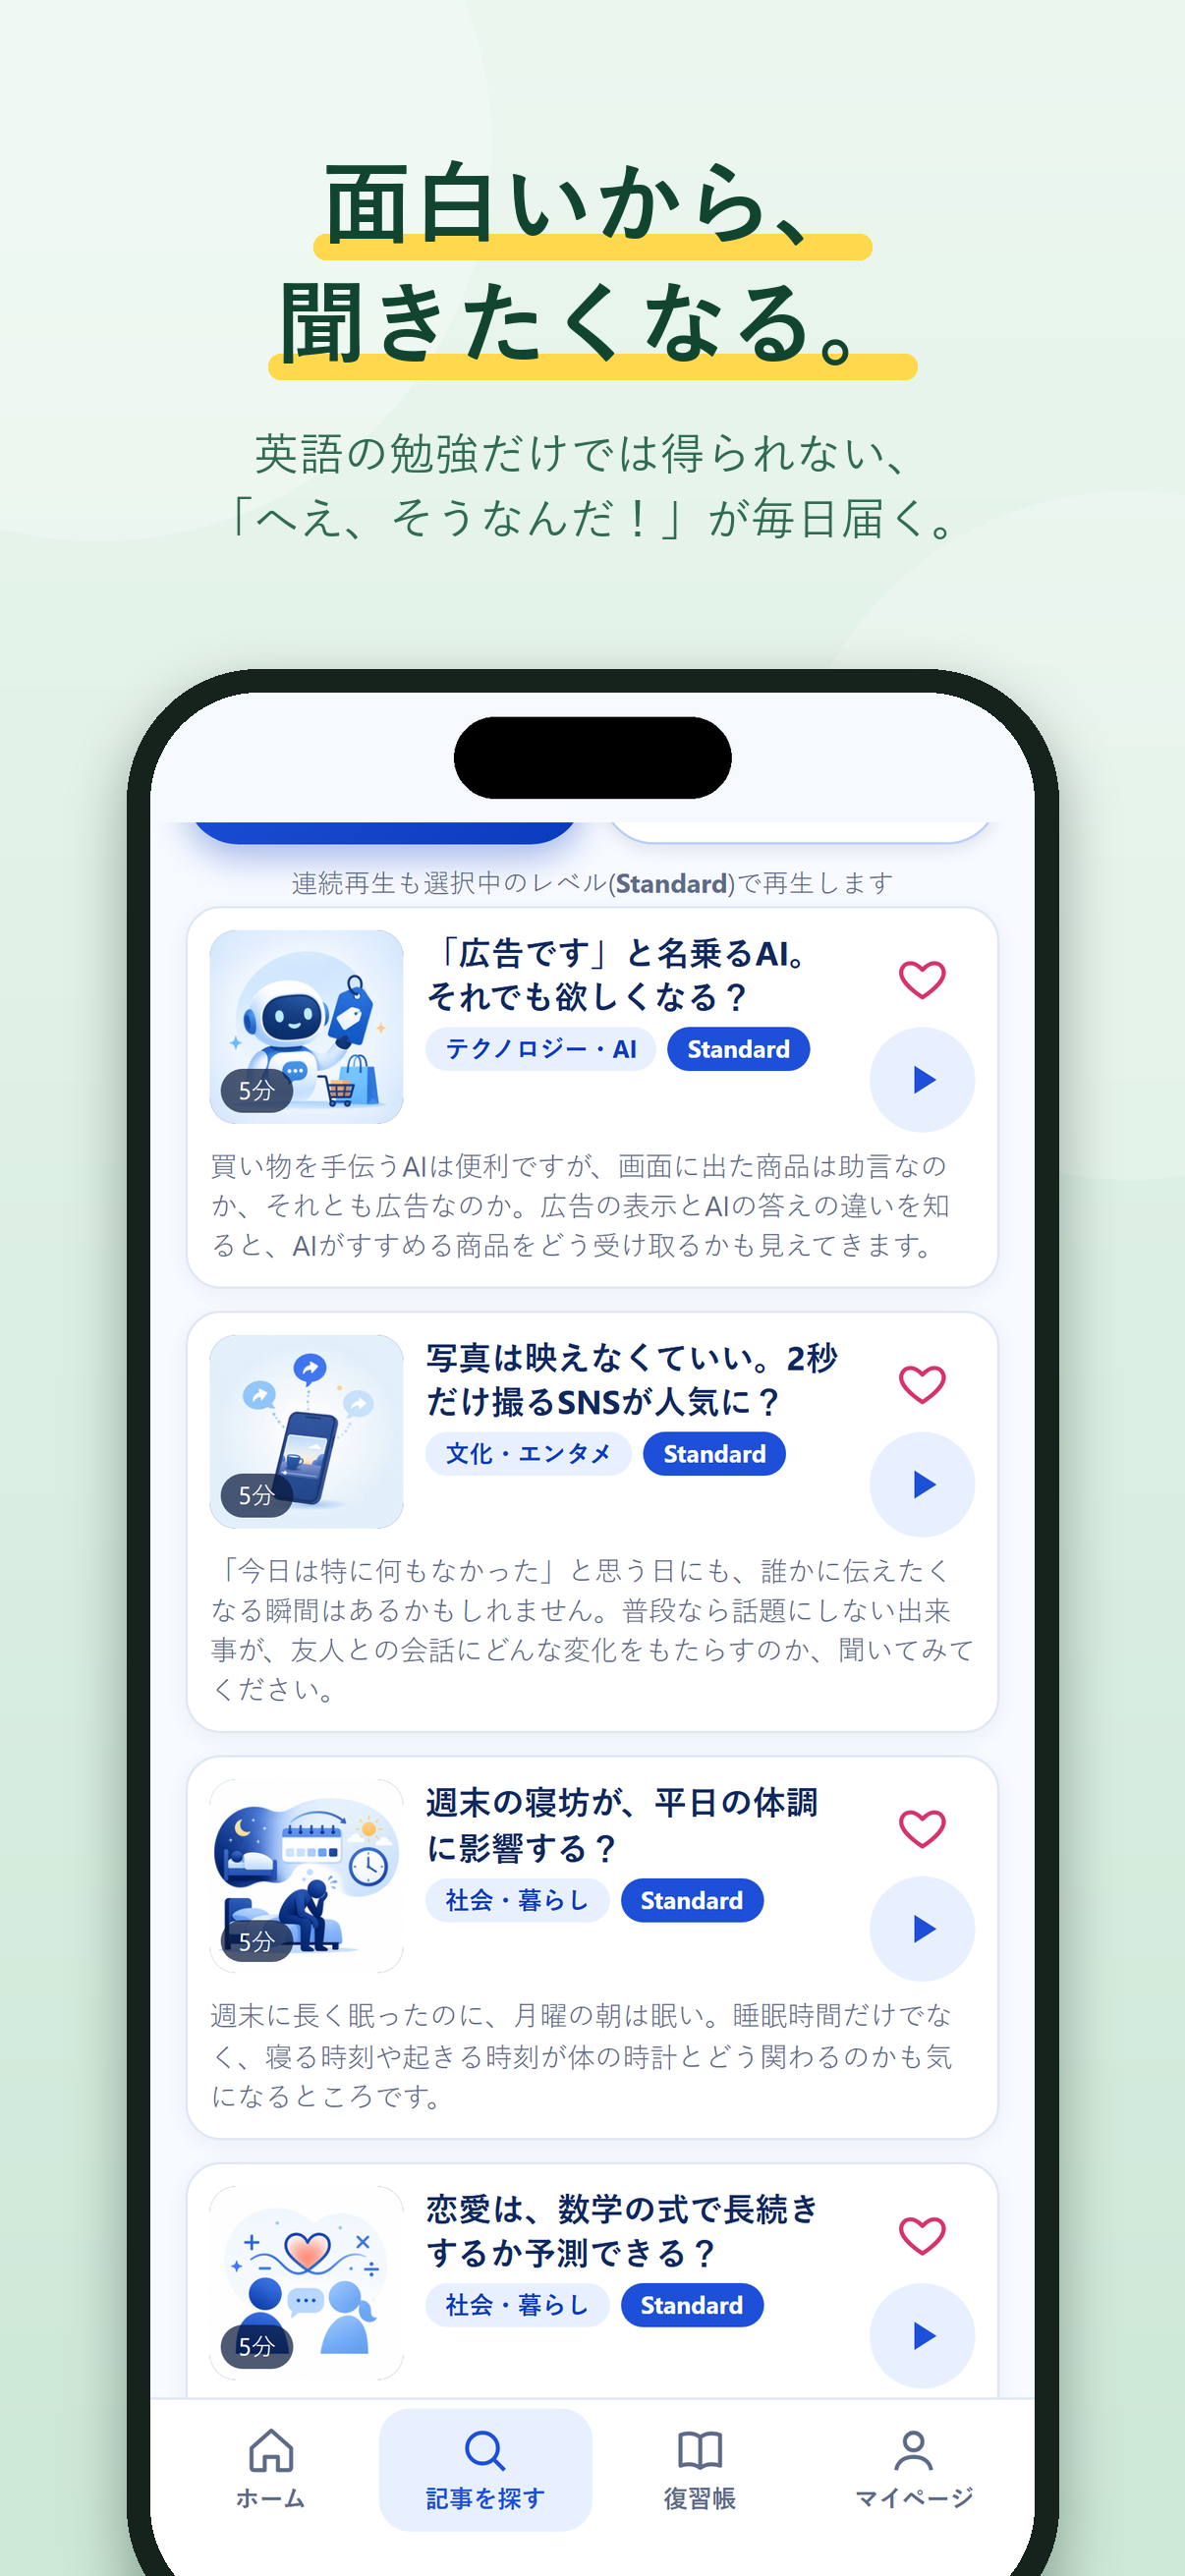 面白いから、
聞きたくなる。
英語の勉強だけでは得られない、
「へえ、そうなんだ！」が毎日届く。
連続再生も選択中のレベル(Standard)で再生します
「広告です」と名乗るAI。
それでも欲しくなる？
テクノロジー・AI Standard
5分
買い物を手伝うAIは便利ですが、画面に出た商品は助言なの
か、それとも広告なのか。広告の表示とAIの答えの違いを知
ると、AIがすすめる商品をどう受け取るかも見えてきます。
写真は映えなくていい。2秒
だけ撮るSNSが人気に？
文化・エンタメ Standard
5分
「今日は特に何もなかった」と思う日にも、誰かに伝えたく
なる瞬間はあるかもしれません。普段なら話題にしない出来
事が、友人との会話にどんな変化をもたらすのか、聞いてみて
ください。
週末の寝坊が、平日の体調
に影響する？
社会・暮らし Standard
5分
週末に長く眠ったのに、月曜の朝は眠い。睡眠時間だけでな
く、寝る時刻や起きる時刻が体の時計とどう関わるのかも気
になるところです。
恋愛は、数学の式で長続き
するか予測できる？
社会・暮らし Standard
5分
ホーム 記事を探す 復習帳 マイページ